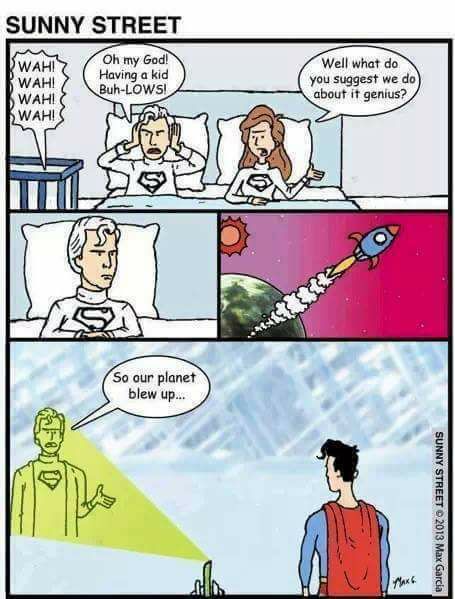 SUNNY STREET
WAH!
WAH!
WAH!
WAH!
Oh my God!
Having a kid
Buh-LOWS!
Well what do
you suggest we do
about it genius?
So our planet
blew up...
SUNNY STREET © 2013 Max Garcia
MAX G.